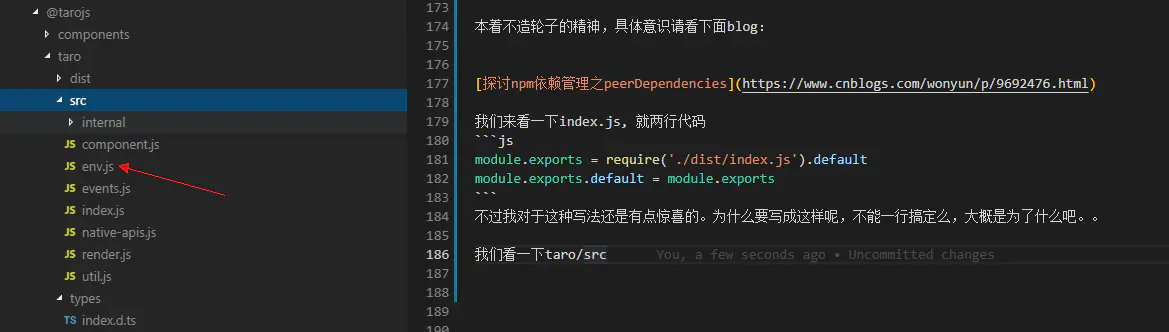 @tarojs
components
taro
dist
src
internal
JS component.js
JS env.js
JS events.js
JS index.js
JS native-apis.js
JS render.js
JS util.js
types
TS index.d.ts
173
174 本着不造轮子的精神，具体意识请看下面blog：
175
176
177 [探讨npm依赖管理之peerDependencies](https://www.cnblogs.com/wonyun/p/9692476.html)
178
179 我们来看一下index.js, 就两行代码
180 ```js
181 module.exports = require('./dist/index.js').default
182 module.exports.default = module.exports
183 ```
184 不过我对于这种写法还是有点惊喜的。为什么要写成这样呢，不能一行搞定么，大概是为了什么吧。。
185
186 我们看一下taro/src You, a few seconds ago • Uncommitted changes
187
188
189
190